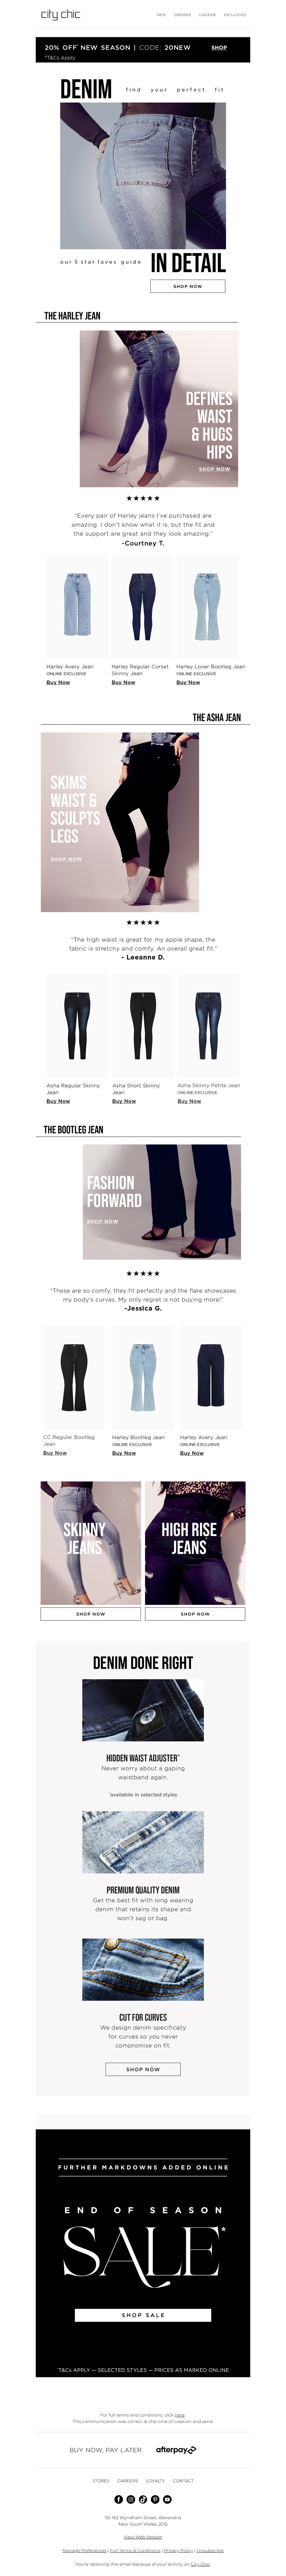 city chic
NEW DRESSES LINGERIE EXCLUSIVES
20% OFF* NEW SEASON | CODE: 20NEW SHOP
*T&Cs Apply
DENIM find your perfect fit
our 5 star faves guide IN DETAIL
SHOP NOW
THE HARLEY JEAN
DEFINES
WAIST
& HUGS
HIPS
SHOP NOW
★★★★★
“Every pair of Harley jeans I’ve purchased are
amazing. I don’t know what it is, but the fit and
the support are great and they look amazing.”
-Courtney T.
Harley Avery Jean
ONLINE EXCLUSIVE
Buy Now
Harley Regular Corset
Skinny Jean
Buy Now
Harley Lover Bootleg Jean
ONLINE EXCLUSIVE
Buy Now
THE ASHA JEAN
SKIMS
WAIST &
SCULPTS
LEGS
SHOP NOW
★★★★★
“The high waist is great for my apple shape, the
fabric is stretchy and comfy. An overall great fit.”
- Leeanne D.
Asha Regular Skinny
Jean
Buy Now
Asha Short Skinny
Jean
Buy Now
Asha Skinny Petite Jean
ONLINE EXCLUSIVE
Buy Now
THE BOOTLEG JEAN
FASHION
FORWARD
SHOP NOW
★★★★★
“These are so comfy, they fit perfectly and the flare showcases
my body’s curves. My only regret is not buying more!”
-Jessica G.
CC Regular Bootleg
Jean
Buy Now
Harley Bootleg Jean
ONLINE EXCLUSIVE
Buy Now
Harley Avery Jean
ONLINE EXCLUSIVE
Buy Now
SKINNY
JEANS
SHOP NOW
HIGH RISE
JEANS
SHOP NOW
DENIM DONE RIGHT
HIDDEN WAIST ADJUSTER*
Never worry about a gaping
waistband again.
*availabile in selected styles
PREMIUM QUALITY DENIM
Get the best fit with long wearing
denim that retains its shape and
won’t sag or bag.
CUT FOR CURVES
We design denim specifically
for curves so you never
compromise on fit.
SHOP NOW
FURTHER MARKDOWNS ADDED ONLINE
END OF SEASON
SALE*
SHOP SALE
*T&Cs APPLY — SELECTED STYLES — PRICES AS MARKED ONLINE
For full terms and conditions, click here.
This communication was correct at the time of creation and send.
BUY NOW, PAY LATER afterpay
STORES CAREERS LOYALTY CONTACT
151-163 Wyndham Street, Alexandria
New South Wales, 2015
View Web Version
Manage Preferences | Full Terms & Conditions | Privacy Policy | Unsubscribe
You're receiving this email because of your activity on City Chic.